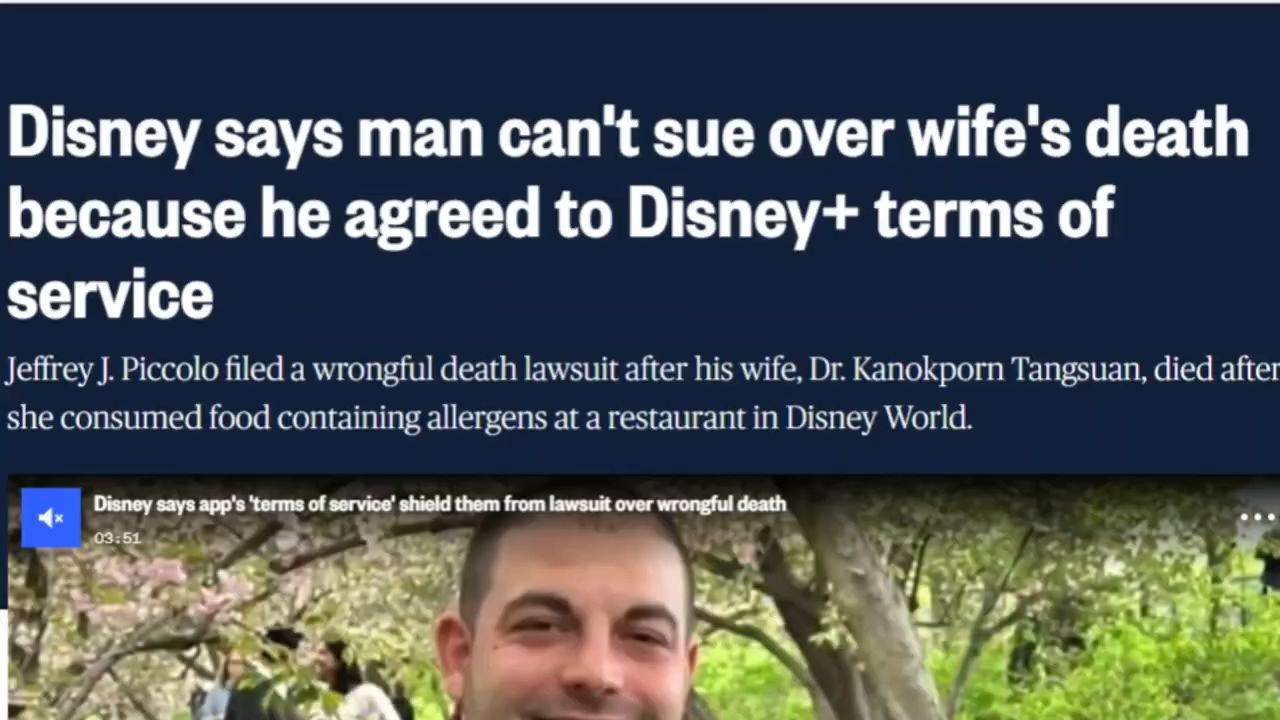 Disney says man can't sue over wife's death
because he agreed to Disney+ terms of
service
Jeffrey J. Piccolo filed a wrongful death lawsuit after his wife, Dr. Kanokporn Tangsuan, died after
she consumed food containing allergens at a restaurant in Disney World.
Disney says app's 'terms of service' shield them from lawsuit over wrongful death
03:51